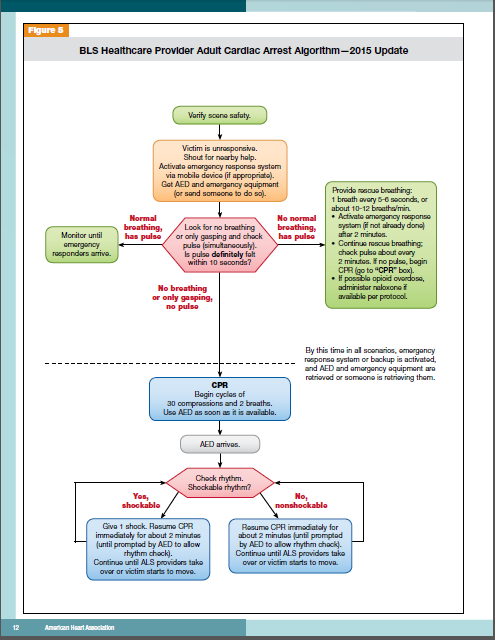 Figure 5
BLS Healthcare Provider Adult Cardiac Arrest Algorithm—2015 Update
Verify scene safety.
Victim is unresponsive.
Shout for nearby help.
Activate emergency response system
via mobile device (if appropriate).
Get AED and emergency equipment
(or send someone to do so).
Normal
breathing,
has pulse
Monitor until
emergency
responders arrive.
Look for no breathing
or only gasping and check
pulse (simultaneously).
Is pulse definitely felt
within 10 seconds?
No normal
breathing,
has pulse
Provide rescue breathing:
1 breath every 5-6 seconds, or
about 10-12 breaths/min.
• Activate emergency response
system (if not already done)
after 2 minutes.
• Continue rescue breathing;
check pulse about every
2 minutes. If no pulse, begin
CPR (go to “CPR” box).
• If possible opioid overdose,
administer naloxone if
available per protocol.
No breathing
or only gasping,
no pulse
By this time in all scenarios, emergency
response system or backup is activated,
and AED and emergency equipment are
retrieved or someone is retrieving them.
CPR
Begin cycles of
30 compressions and 2 breaths.
Use AED as soon as it is available.
AED arrives.
Check rhythm.
Shockable rhythm?
Yes,
shockable
No,
nonshockable
Give 1 shock. Resume CPR
immediately for about 2 minutes
(until prompted by AED to allow
rhythm check).
Continue until ALS providers take
over or victim starts to move.
Resume CPR immediately for
about 2 minutes (until prompted
by AED to allow rhythm check).
Continue until ALS providers take
over or victim starts to move.
12 American Heart Association